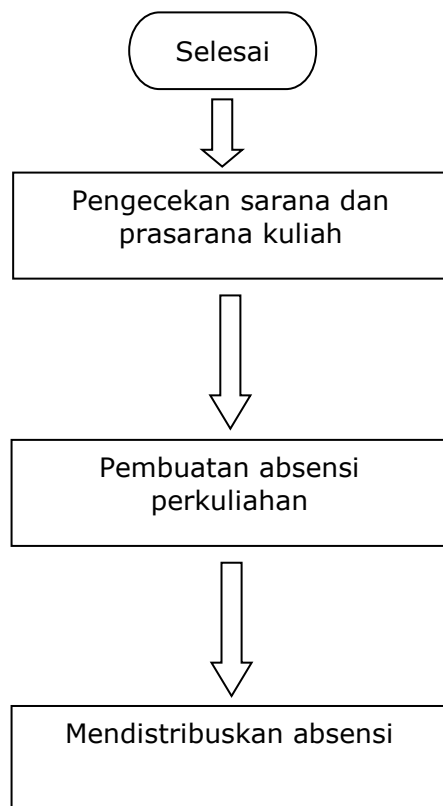 Selesai
Pengecekan sarana dan
prasarana kuliah
Pembuatan absensi
perkuliahan
Mendistribuskan absensi